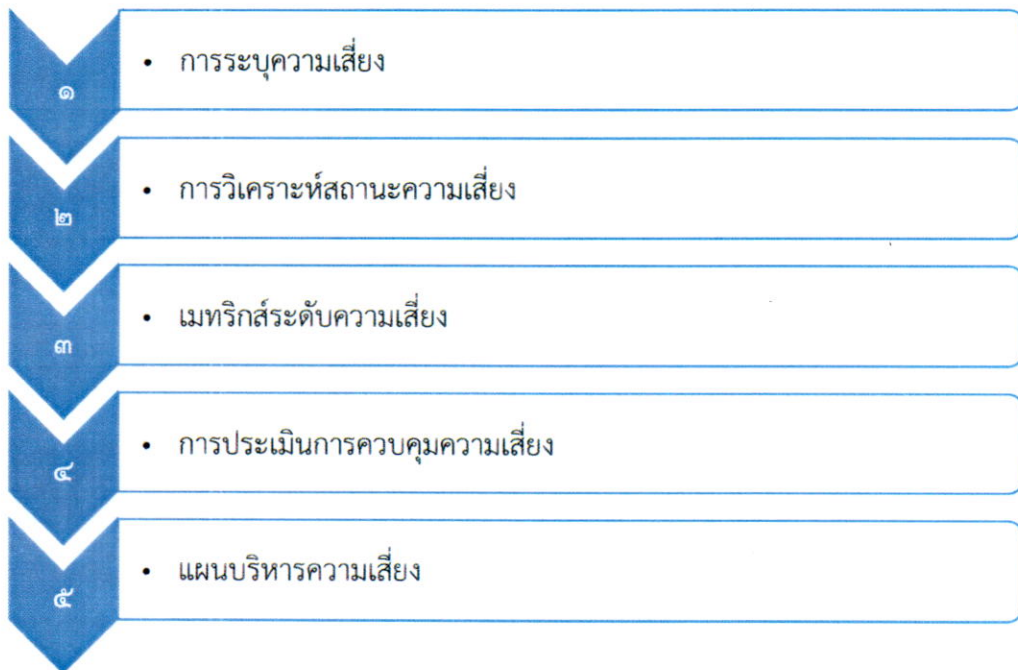 ๑
• การระบุความเสี่ยง
๒
• การวิเคราะห์สถานะความเสี่ยง
๓
• เมทริกส์ระดับความเสี่ยง
๔
• การประเมินการควบคุมความเสี่ยง
๕
• แผนบริหารความเสี่ยง